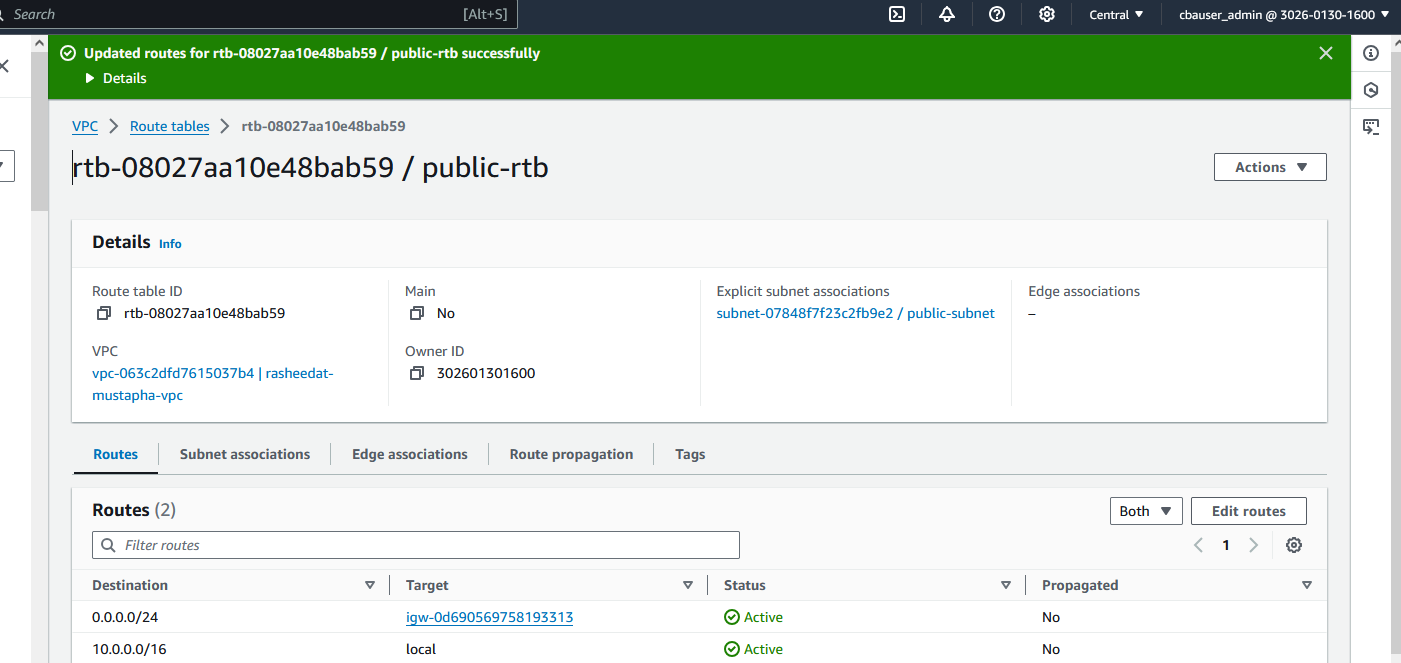 Search [Alt+S] Central cbauser_admin @ 3026-0130-1600
Updated routes for rtb-08027aa10e48bab59 / public-rtb successfully
Details
VPC Route tables rtb-08027aa10e48bab59
rtb-08027aa10e48bab59 / public-rtb
Actions
Details Info
Route table ID
rtb-08027aa10e48bab59
Main
No
Explicit subnet associations
subnet-07848f7f23c2fb9e2 / public-subnet
Edge associations
–
VPC
vpc-063c2dfd7615037b4 | rasheedat-
mustapha-vpc
Owner ID
302601301600
Routes Subnet associations Edge associations Route propagation Tags
Routes (2)
Both Edit routes
Filter routes
1
Destination Target Status Propagated
0.0.0.0/24 igw-0d690569758193313 Active No
10.0.0.0/16 local Active No